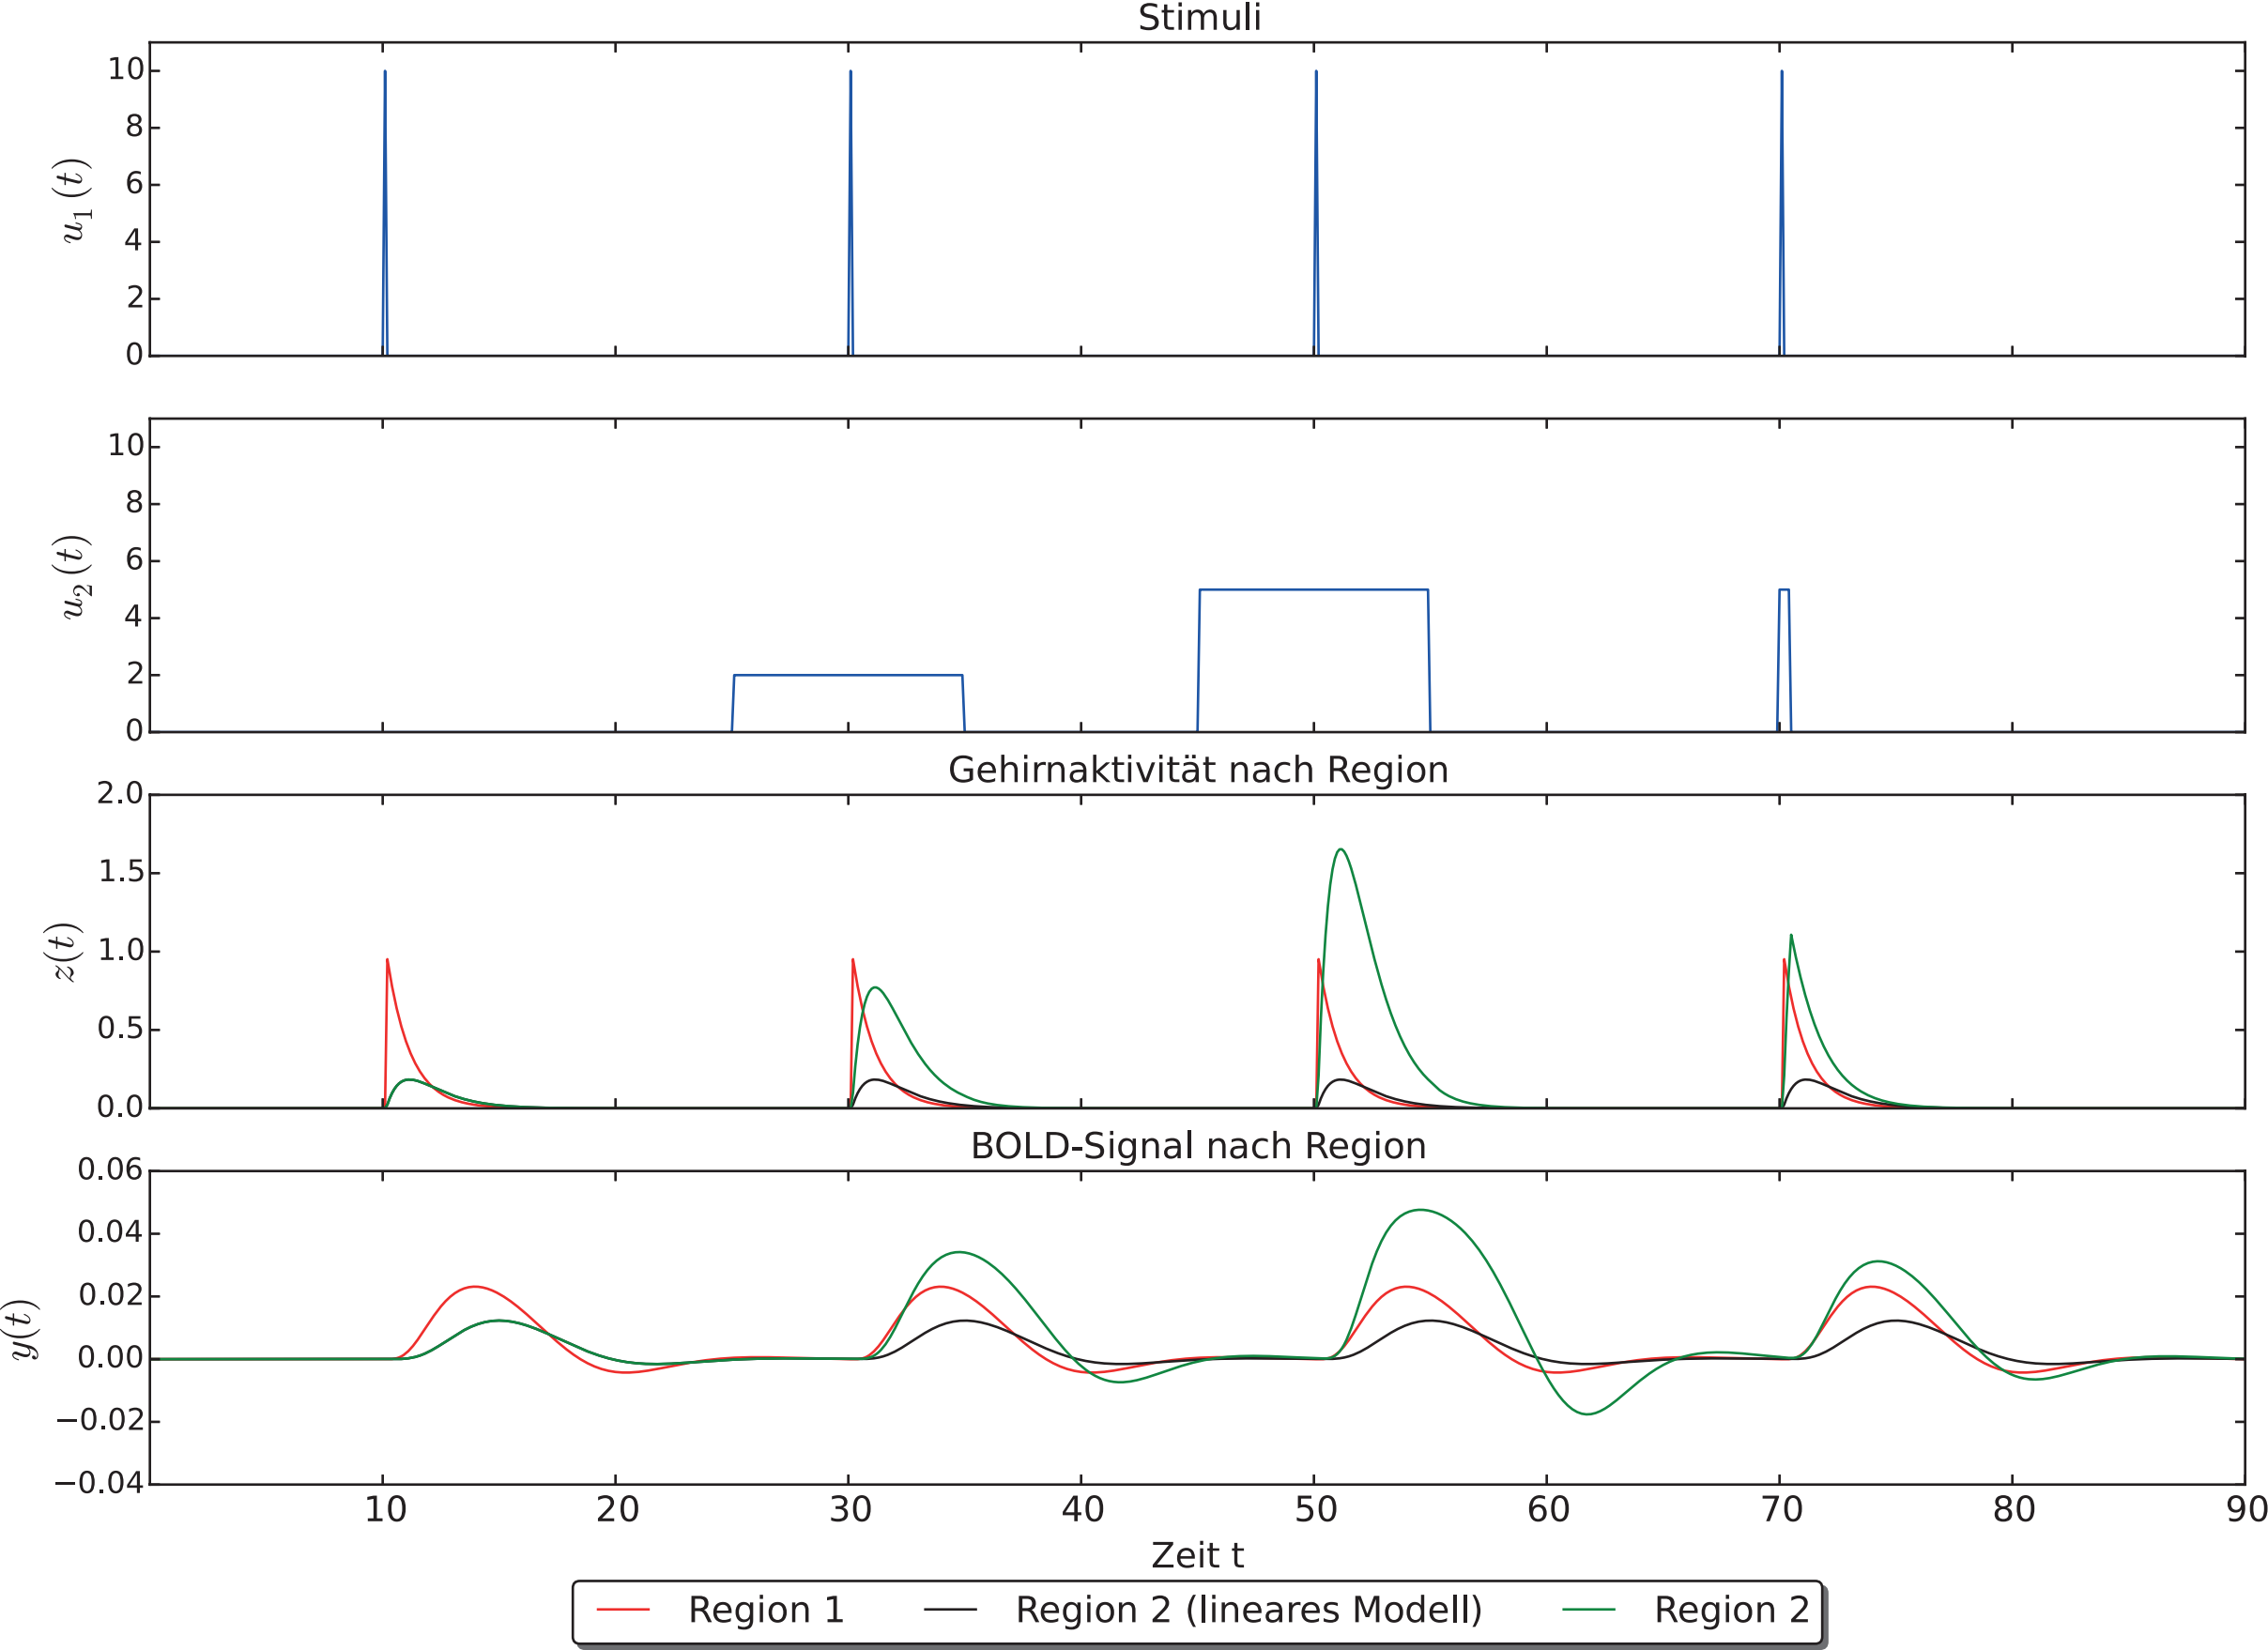 Stimuli
10
8
6
4
2
0
u₁(t)
10
8
6
4
2
0
u₂(t)
Gehirnaktivität nach Region
2.0
1.5
1.0
0.5
0.0
z(t)
BOLD-Signal nach Region
0.06
0.04
0.02
0.00
−0.02
−0.04
y(t)
10 20 30 40 50 60 70 80 90
Zeit t
Region 1 Region 2 (lineares Modell) Region 2